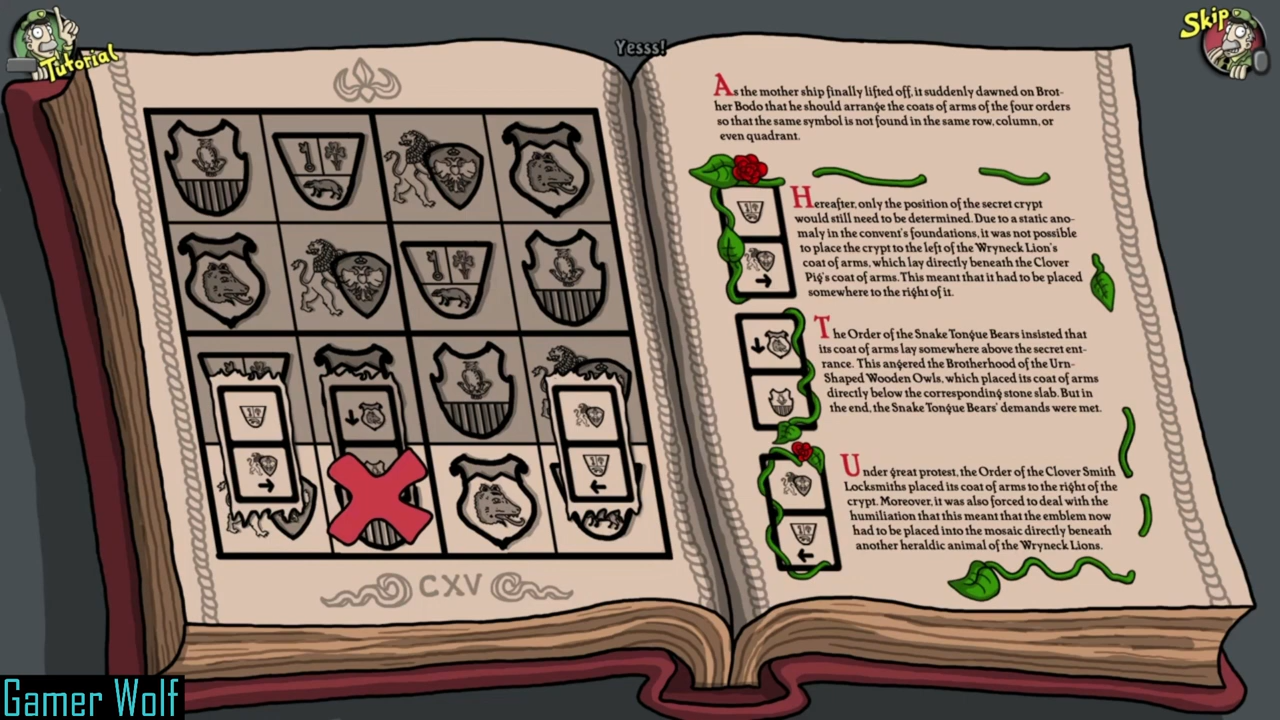 Tutorial
Yesss!
Skip
As the mother ship finally lifted off, it suddenly dawned on Brot-
her Bodo that he should arrange the coats of arms of the four orders
so that the same symbol is not found in the same row, column, or
even quadrant.
Hereafter, only the position of the secret crypt
would still need to be determined. Due to a static ano-
maly in the convent's foundations, it was not possible
to place the crypt to the left of the Wryneck Lion's
coat of arms, which lay directly beneath the Clover
Pig's coat of arms. This meant that it had to be placed
somewhere to the right of it.
The Order of the Snake Tongue Bears insisted that
its coat of arms lay somewhere above the secret ent-
rance. This angered the Brotherhood of the Urn-
Shaped Wooden Owls, which placed its coat of arms
directly below the corresponding stone slab. But in
the end, the Snake Tongue Bears' demands were met.
Under great protest, the Order of the Clover Smith
Locksmiths placed its coat of arms to the right of the
crypt. Moreover, it was also forced to deal with the
humiliation that this meant that the emblem now
had to be placed into the mosaic directly beneath
another heraldic animal of the Wryneck Lions.
CXV
Gamer Wolf